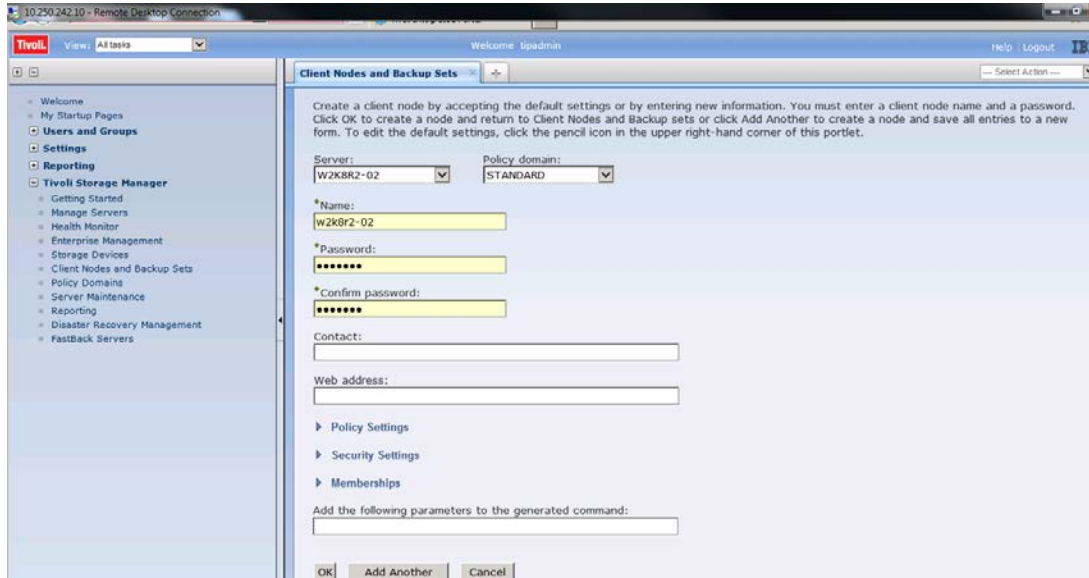 10.250.242.10 - Remote Desktop Connection
Tivoli. View: All tasks Welcome tipadmin Help Logout IB
Client Nodes and Backup Sets --- Select Action ---
Welcome
My Startup Pages
Users and Groups
Settings
Reporting
Tivoli Storage Manager
Getting Started
Manage Servers
Health Monitor
Enterprise Management
Storage Devices
Client Nodes and Backup Sets
Policy Domains
Server Maintenance
Reporting
Disaster Recovery Management
FastBack Servers
Create a client node by accepting the default settings or by entering new information. You must enter a client node name and a password.
Click OK to create a node and return to Client Nodes and Backup sets or click Add Another to create a node and save all entries to a new
form. To edit the default settings, click the pencil icon in the upper right-hand corner of this portlet.
Server: Policy domain:
W2K8R2-02 STANDARD
*Name:
w2k8r2-02
*Password:
•••••••
*Confirm password:
•••••••
Contact:
Web address:
Policy Settings
Security Settings
Memberships
Add the following parameters to the generated command:
OK Add Another Cancel